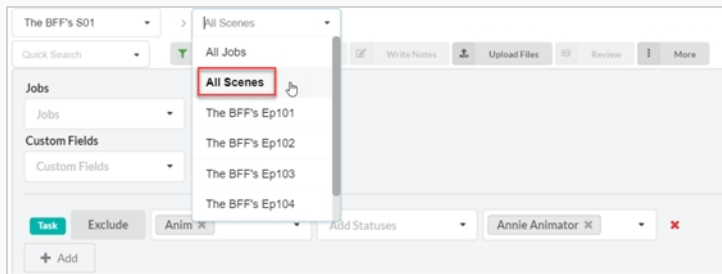 The BFF's S01 > All Scenes
Quick Search Write Notes Upload Files Review More
All Jobs
All Scenes
Jobs
Jobs
The BFF's Ep101
Custom Fields
The BFF's Ep102
Custom Fields
The BFF's Ep103
The BFF's Ep104
Task Exclude Anim × Add Statuses Annie Animator ×
+ Add